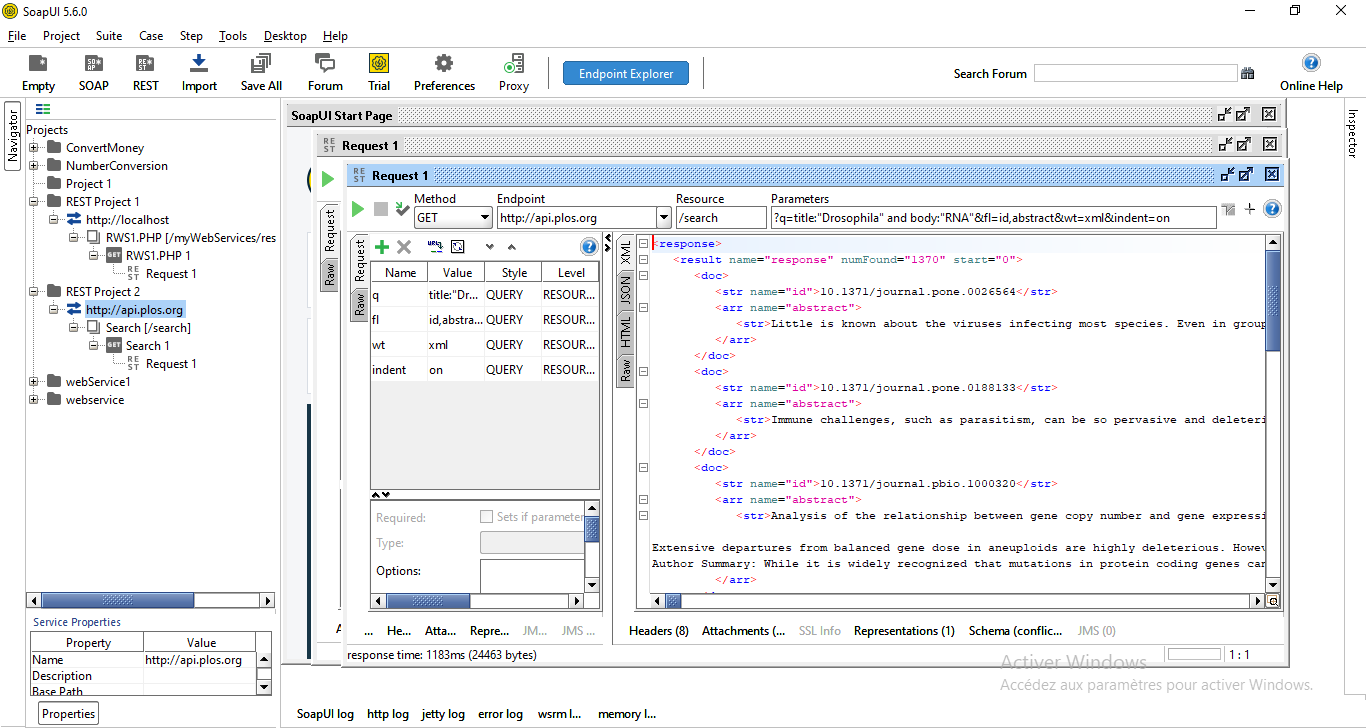 SoapUI 5.6.0
File Project Suite Case Step Tools Desktop Help
Empty SOAP REST Import Save All Forum Trial Preferences Proxy Endpoint Explorer Search Forum Online Help
Navigator
Inspector
Projects
ConvertMoney
NumberConversion
Project 1
REST Project 1
http://localhost
RWS1.PHP [/myWebServices/res
RWS1.PHP 1
Request 1
REST Project 2
http://api.plos.org
Search [/search]
Search 1
Request 1
webService1
webservice
Service Properties
Property Value
Name http://api.plos.org
Description
Base Path
Properties
SoapUI Start Page
Request 1
Request 1
Request
Raw
Method Endpoint Resource Parameters
GET http://api.plos.org /search ?q=title:"Drosophila" and body:"RNA"&fl=id,abstract&wt=xml&indent=on
Request
Raw
Name Value Style Level
q title:"Dr... QUERY RESOUR...
fl id,abstra... QUERY RESOUR...
wt xml QUERY RESOUR...
indent on QUERY RESOUR...
Required: Sets if parameter
Type:
Options:
... He... Atta... Repre... JM... JMS ...
XML
JSON
HTML
Raw
<response>
<result name="response" numFound="1370" start="0">
<doc>
<str name="id">10.1371/journal.pone.0026564</str>
<arr name="abstract">
<str>Little is known about the viruses infecting most species. Even in group
</arr>
</doc>
<doc>
<str name="id">10.1371/journal.pone.0188133</str>
<arr name="abstract">
<str>Immune challenges, such as parasitism, can be so pervasive and deleteri
</arr>
</doc>
<doc>
<str name="id">10.1371/journal.pbio.1000320</str>
<arr name="abstract">
<str>Analysis of the relationship between gene copy number and gene expressi
Extensive departures from balanced gene dose in aneuploids are highly deleterious. Howev
Author Summary: While it is widely recognized that mutations in protein coding genes can
</arr>
Headers (8) Attachments (... SSL Info Representations (1) Schema (conflic... JMS (0)
response time: 1183ms (24463 bytes) 1 : 1
Activer Windows
Accédez aux paramètres pour activer Windows.
SoapUI log http log jetty log error log wsrm l... memory l...